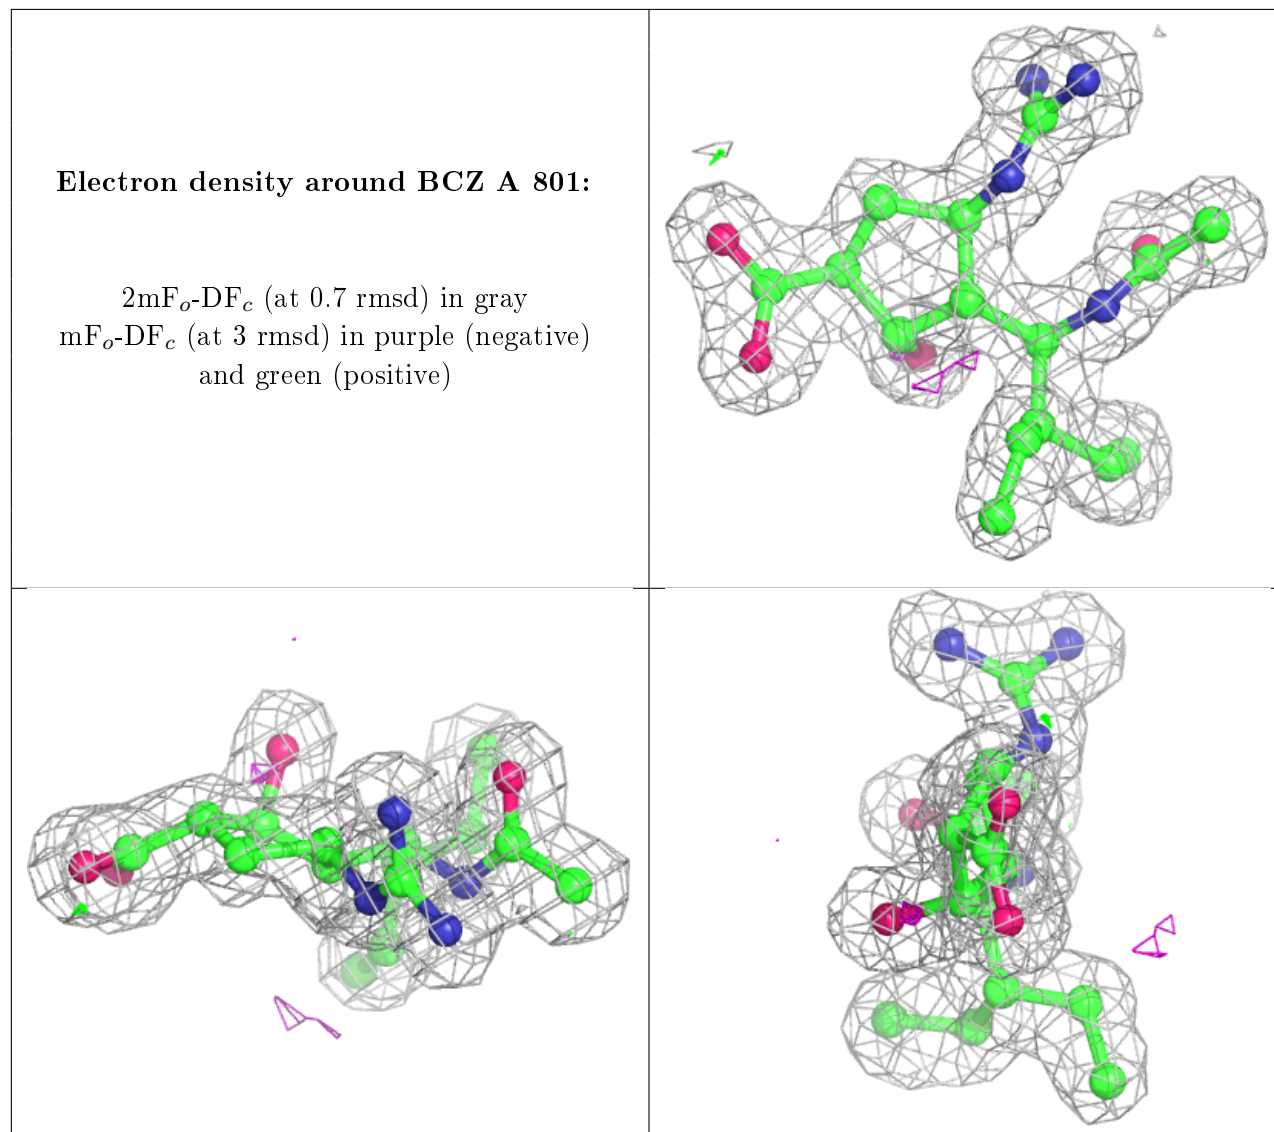 Electron density around BCZ A 801:
2mFo-DFc (at 0.7 rmsd) in gray
mFo-DFc (at 3 rmsd) in purple (negative)
and green (positive)